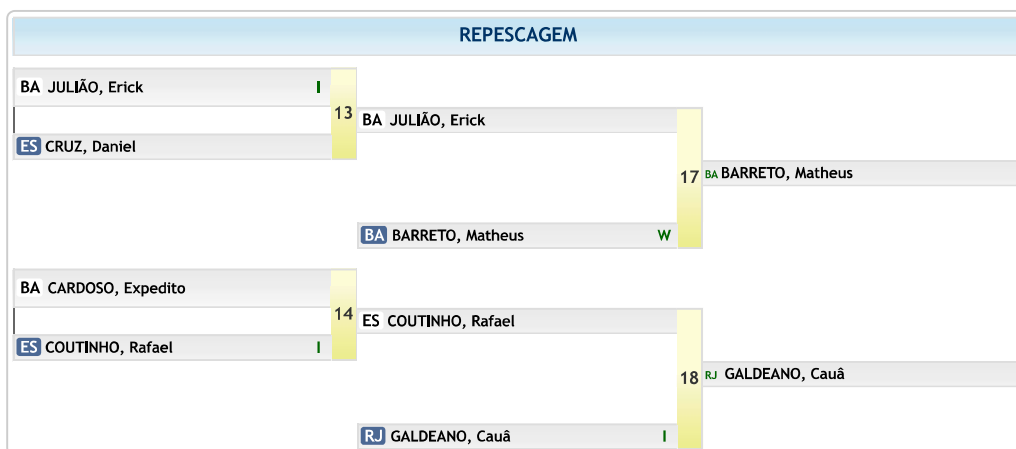 REPESCAGEM
BA JULIÃO, Erick I
13
BA JULIÃO, Erick
ES CRUZ, Daniel
17
BA BARRETO, Matheus
BA BARRETO, Matheus W
BA CARDOSO, Expedito
14
ES COUTINHO, Rafael
ES COUTINHO, Rafael I
18
RJ GALDEANO, Cauâ
RJ GALDEANO, Cauâ I